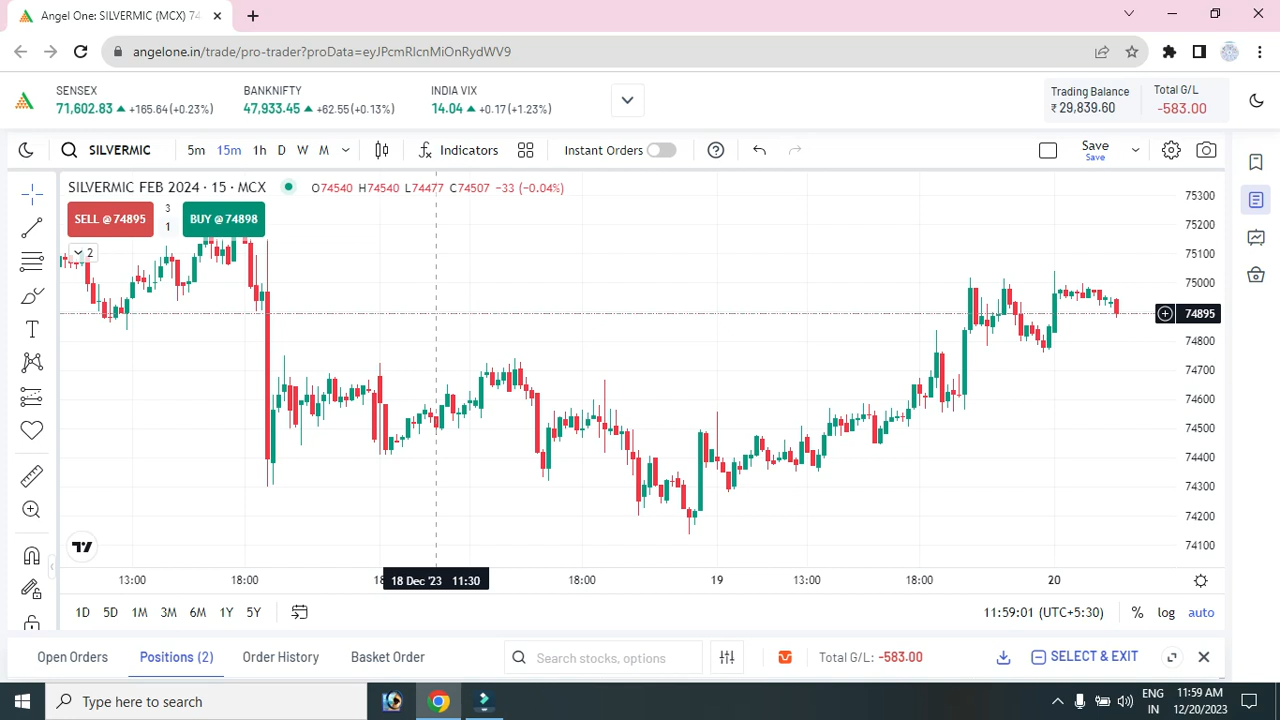 Angel One: SILVERMIC (MCX) 74
angelone.in/trade/pro-trader?proData=eyJPcmRlcnMiOnRydWV9
SENSEX
71,602.83 +165.64(+0.23%)
BANKNIFTY
47,933.45 +62.55(+0.13%)
INDIA VIX
14.04 +0.17(+1.23%)
Trading Balance
₹ 29,839.60
Total G/L
-583.00
SILVERMIC 5m 15m 1h D W M Indicators Instant Orders Save
Save
SILVERMIC FEB 2024 · 15 · MCX O74540 H74540 L74477 C74507 −33 (−0.04%)
SELL @ 74895 3 1 BUY @ 74898
2
75300
75200
75100
75000
74895
74800
74700
74600
74500
74400
74300
74200
74100
13:00 18:00 18 Dec '23 11:30 18:00 19 13:00 18:00 20
1D 5D 1M 3M 6M 1Y 5Y 11:59:01 (UTC+5:30) % log auto
Open Orders Positions (2) Order History Basket Order Search stocks, options Total G/L: -583.00 SELECT & EXIT
Type here to search
ENG
IN
11:59 AM
12/20/2023